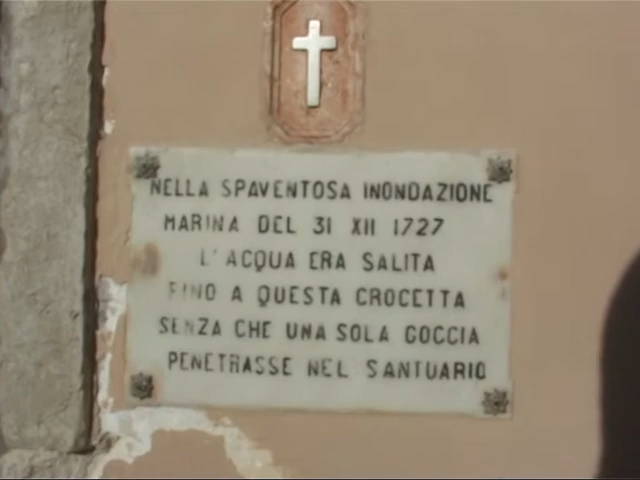 NELLA SPAVENTOSA INONDAZIONE
MARINA DEL 31 XII 1727
L'ACQUA ERA SALITA
FINO A QUESTA CROCETTA
SENZA CHE UNA SOLA GOCCIA
PENETRASSE NEL SANTUARIO